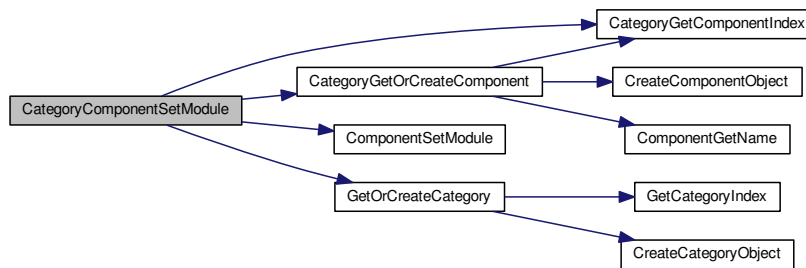 CategoryGetComponentIndex
CategoryGetOrCreateComponent
CreateComponentObject
CategoryComponentSetModule
ComponentSetModule
ComponentGetName
GetOrCreateCategory
GetCategoryIndex
CreateCategoryObject